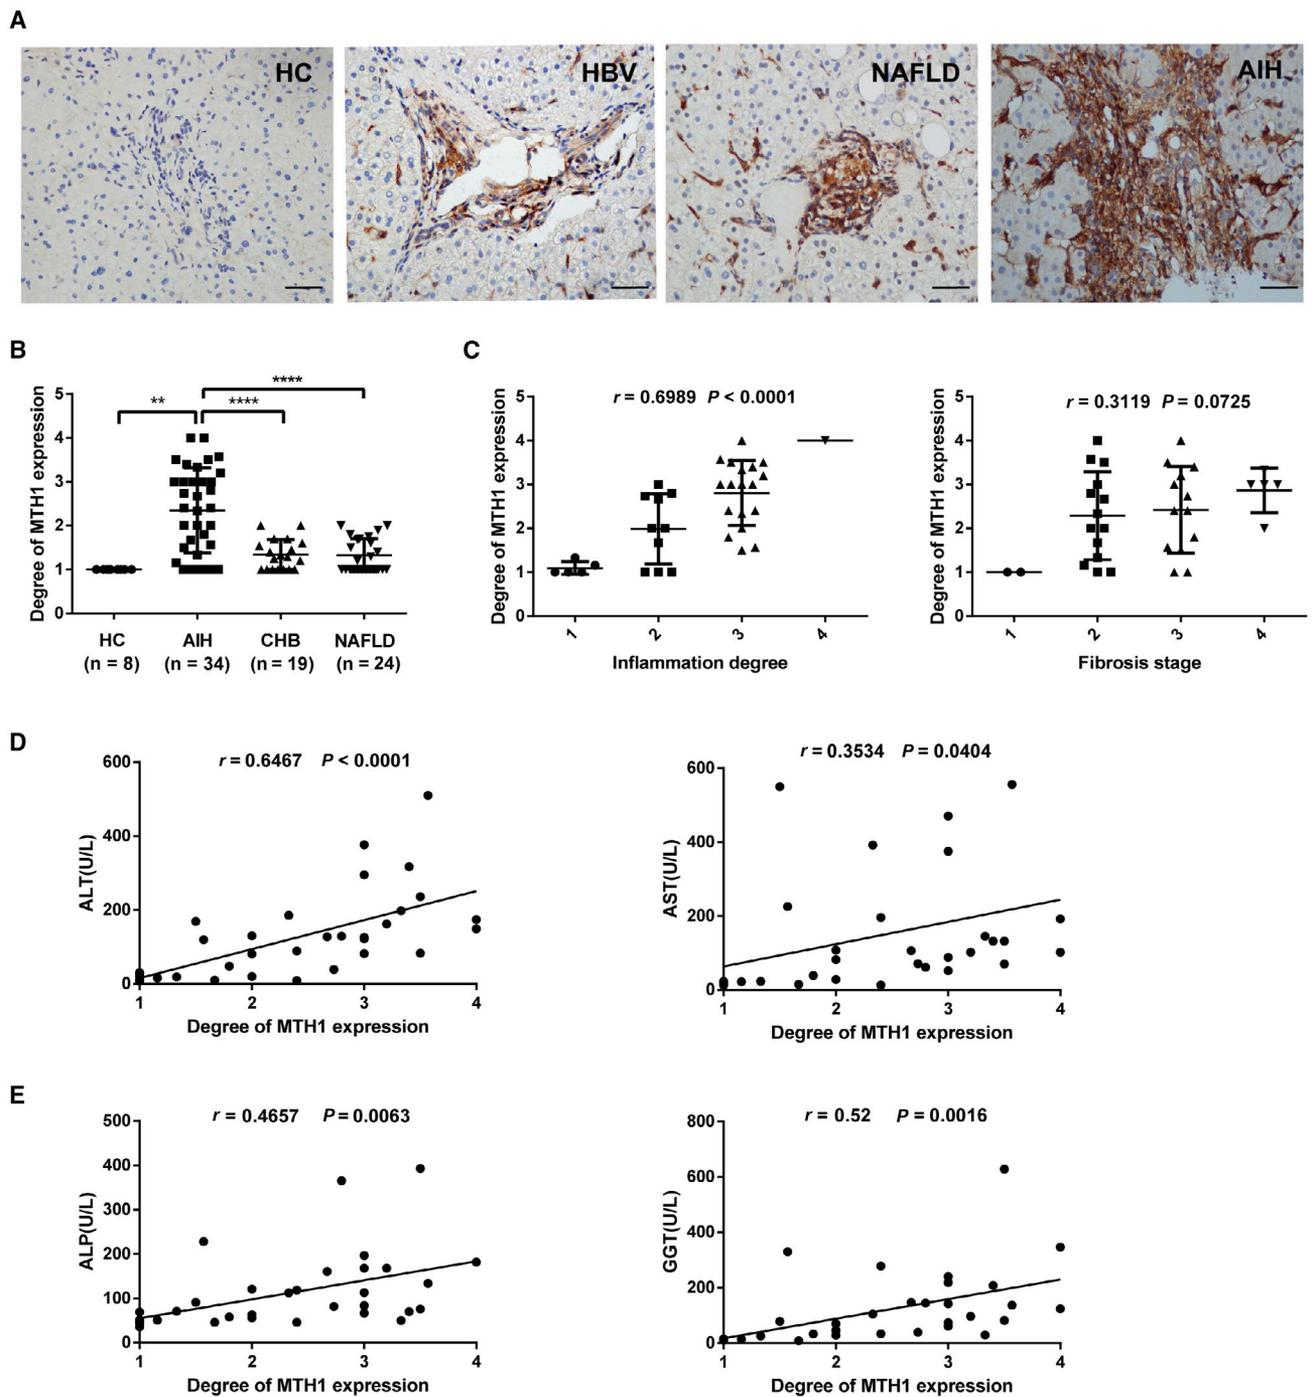 A
HC
HBV
NAFLD
AIH
B
Degree of MTH1 expression
5
4
3
2
1
0
**
****
****
HC
(n = 8)
AIH
(n = 34)
CHB
(n = 19)
NAFLD
(n = 24)
C
r = 0.6989 P < 0.0001
Degree of MTH1 expression
5
4
3
2
1
0
1
2
3
4
Inflammation degree
r = 0.3119 P = 0.0725
Degree of MTH1 expression
5
4
3
2
1
0
1
2
3
4
Fibrosis stage
D
r = 0.6467 P < 0.0001
ALT(U/L)
600
400
200
0
1
2
3
4
Degree of MTH1 expression
r = 0.3534 P = 0.0404
AST(U/L)
600
400
200
0
1
2
3
4
Degree of MTH1 expression
E
r = 0.4657 P = 0.0063
ALP(U/L)
500
400
300
200
100
0
1
2
3
4
Degree of MTH1 expression
r = 0.52 P = 0.0016
GGT(U/L)
800
600
400
200
0
1
2
3
4
Degree of MTH1 expression